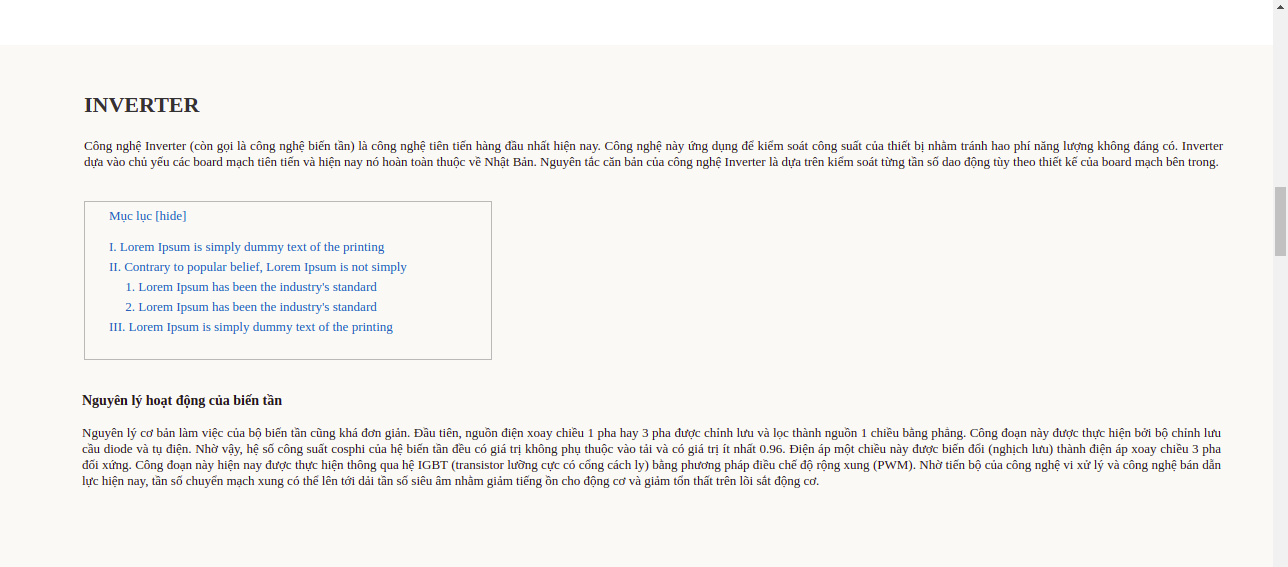 INVERTER
Công nghệ Inverter (còn gọi là công nghệ biến tần) là công nghệ tiên tiến hàng đầu nhất hiện nay. Công nghệ này ứng dụng để kiểm soát công suất của thiết bị nhằm tránh hao phí năng lượng không đáng có. Inverter
dựa vào chủ yếu các board mạch tiên tiến và hiện nay nó hoàn toàn thuộc về Nhật Bản. Nguyên tắc căn bản của công nghệ Inverter là dựa trên kiểm soát từng tần số dao động tùy theo thiết kế của board mạch bên trong.
Mục lục [hide]
I. Lorem Ipsum is simply dummy text of the printing
II. Contrary to popular belief, Lorem Ipsum is not simply
1. Lorem Ipsum has been the industry's standard
2. Lorem Ipsum has been the industry's standard
III. Lorem Ipsum is simply dummy text of the printing
Nguyên lý hoạt động của biến tần
Nguyên lý cơ bản làm việc của bộ biến tần cũng khá đơn giản. Đầu tiên, nguồn điện xoay chiều 1 pha hay 3 pha được chỉnh lưu và lọc thành nguồn 1 chiều bằng phẳng. Công đoạn này được thực hiện bởi bộ chỉnh lưu
cầu diode và tụ điện. Nhờ vậy, hệ số công suất cosphi của hệ biến tần đều có giá trị không phụ thuộc vào tải và có giá trị ít nhất 0.96. Điện áp một chiều này được biến đổi (nghịch lưu) thành điện áp xoay chiều 3 pha
đối xứng. Công đoạn này hiện nay được thực hiện thông qua hệ IGBT (transistor lưỡng cực có cổng cách ly) bằng phương pháp điều chế độ rộng xung (PWM). Nhờ tiến bộ của công nghệ vi xử lý và công nghệ bán dẫn
lực hiện nay, tần số chuyển mạch xung có thể lên tới dải tần số siêu âm nhằm giảm tiếng ồn cho động cơ và giảm tổn thất trên lõi sắt động cơ.